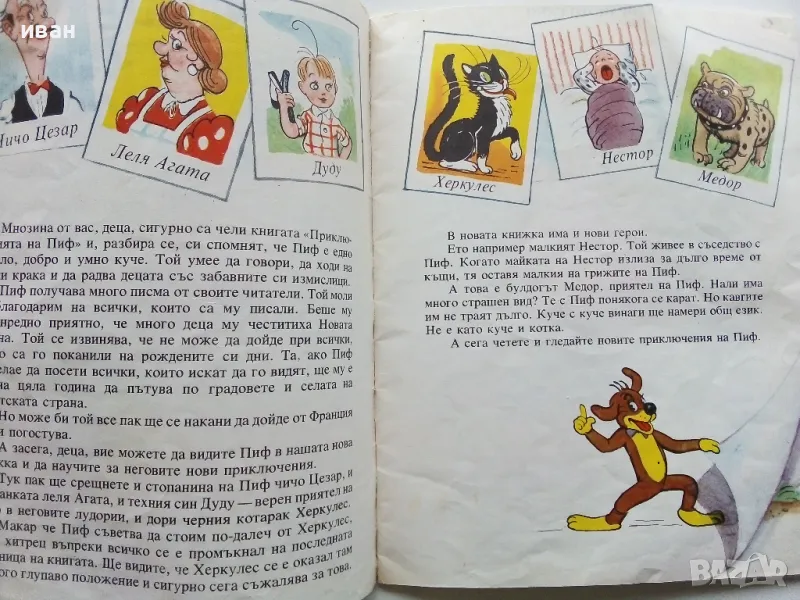 иван
Чичо Цезар
Леля Агата
Дуду
Херкулес
Нестор
Медор
Мнозина от вас, деца, сигурно са чели книгата «Приклю-
ията на Пиф» и, разбира се, си спомнят, че Пиф е едно
ло, добро и умно куче. Той умее да говори, да ходи на
и крака и да радва децата със забавните си измислици.
Пиф получава много писма от своите читатели. Той моли
благодарим на всички, които са му писали. Беше му
нредно приятно, че много деца му честитиха Новата
на. Той се извинява, че не може да дойде при всички,
о са го поканили на рождените си дни. Та, ако Пиф
елае да посети всички, които искат да го видят, ще му е
на цяла година да пътува по градовете и селата на
етската страна.
Но може би той все пак ще се накани да дойде от Франция
и погостува.
А засега, деца, вие можете да видите Пиф в нашата нова
жка и да научите за неговите нови приключения.
Тук пак ще срещнете и стопанина на Пиф чичо Цезар, и
анката леля Агата, и техния син Дуду — верен приятел на
в неговите лудории, и дори черния котарак Херкулес.
Макар че Пиф съветва да стоим по-далеч от Херкулес,
хитрец въпреки всичко се е промъкнал на последната
ница на книгата. Ще видите, че Херкулес се е оказал там
ого глупаво положение и сигурно сега съжалява за това.
В новата книжка има и нови герои.
Ето например малкият Нестор. Той живее в съседство с
Пиф. Когато майката на Нестор излиза за дълго време от
къщи, тя оставя малкия на грижите на Пиф.
А това е булдогът Медор, приятел на Пиф. Нали има
много страшен вид? Те с Пиф понякога се карат. Но кавгите
им не траят дълго. Куче с куче винаги ще намери общ език.
Не е като куче и котка.
А сега четете и гледайте новите приключения на Пиф.
BAZAR